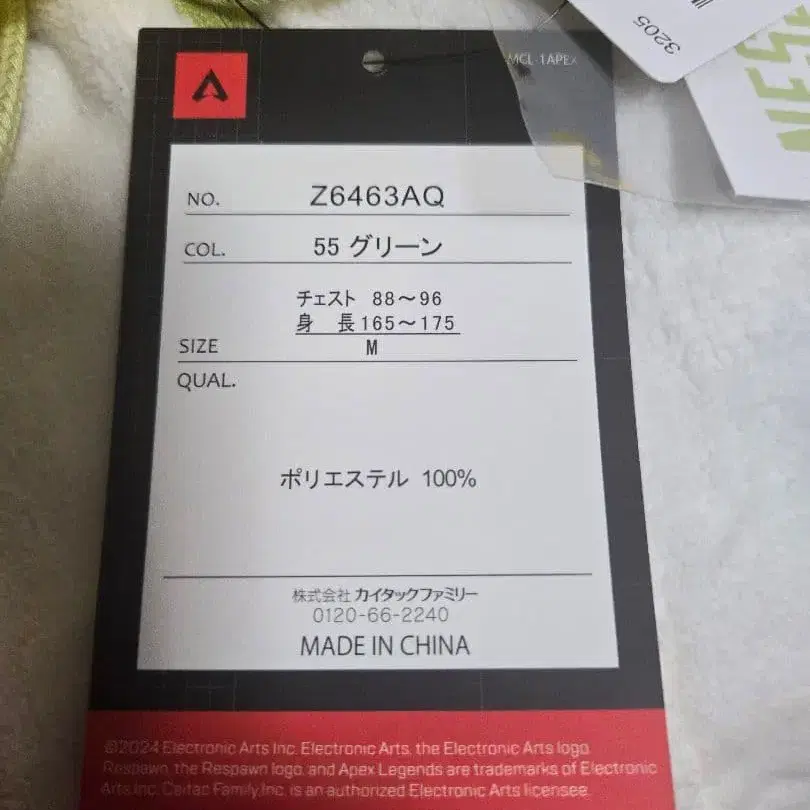 3205
MCL-1APEX
NO. Z6463AQ
COL. 55 グリーン
チェスト 88～96
身 長165～175
SIZE M
QUAL.
ポリエステル 100%
株式会社 カイタックファミリー
0120-66-2240
MADE IN CHINA
©2024 Electronic Arts Inc. Electronic Arts, the Electronic Arts logo,
Respawn, the Respawn logo, and Apex Legends are trademarks of Electronic
Arts Inc. Caitac Family,Inc. is an authorized Electronic Arts licensee.